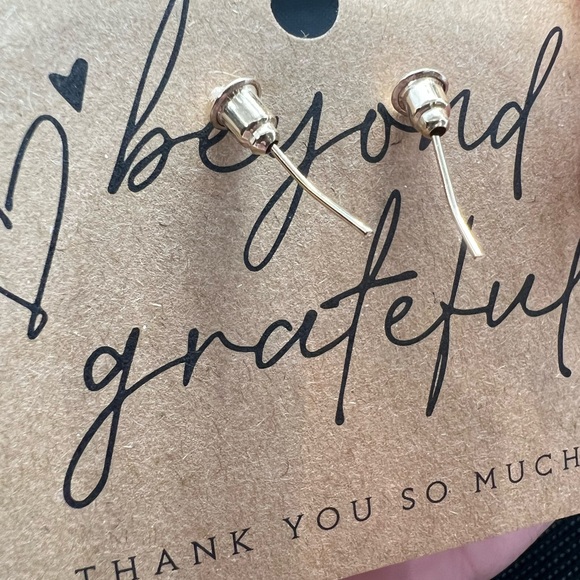 beyond
grateful
THANK YOU SO MUCH